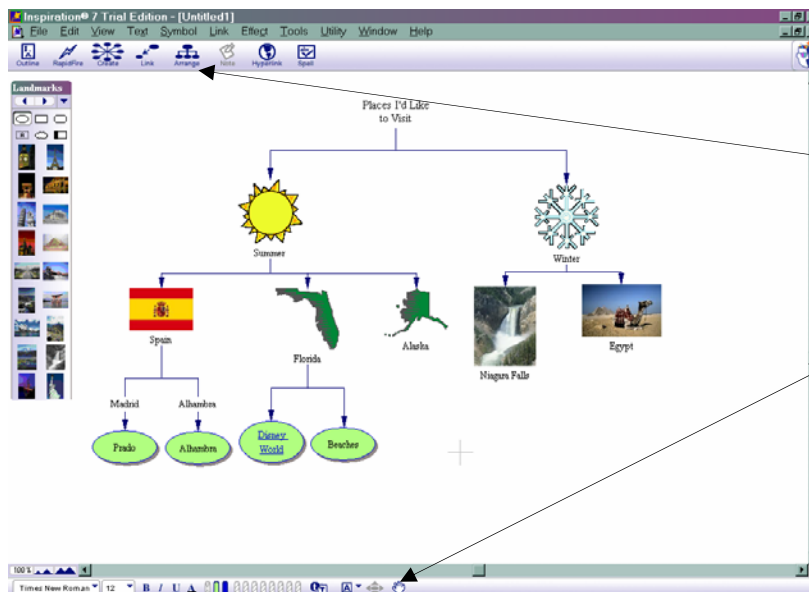 Inspiration® 7 Trial Edition - [Untitled1]
File Edit View Text Symbol Link Effect Tools Utility Window Help
Outline RapidFire Create Link Arrange Note Hyperlink Spell
Landmarks
Places I'd Like
to Visit
Summer
Winter
Spain
Florida
Alaska
Niagara Falls
Egypt
Madrid Alhambra
Prado
Alhambra
Disney
World
Beaches
100%
Times New Roman 12 B I U A